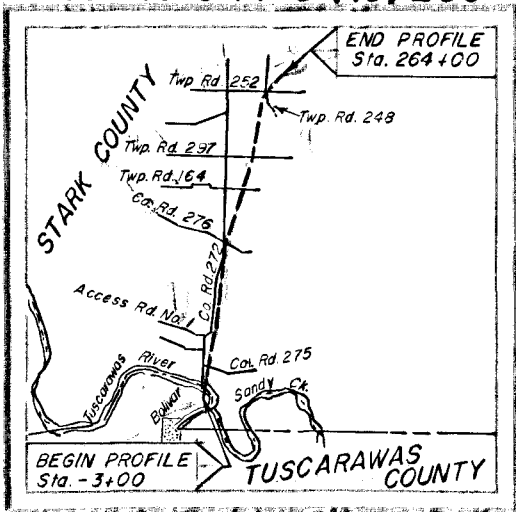 END PROFILE
Sta. 264+00
Twp Rd. 252
Twp. Rd. 248
STARK COUNTY
Twp. Rd. 297
Twp. Rd. 164
Co. Rd. 276
Co. Rd. 272
Access Rd. No. 1
Co. Rd. 275
Tuscarawas River
Sandy Ck.
Bolivar
BEGIN PROFILE
Sta. -3+00
TUSCARAWAS
COUNTY